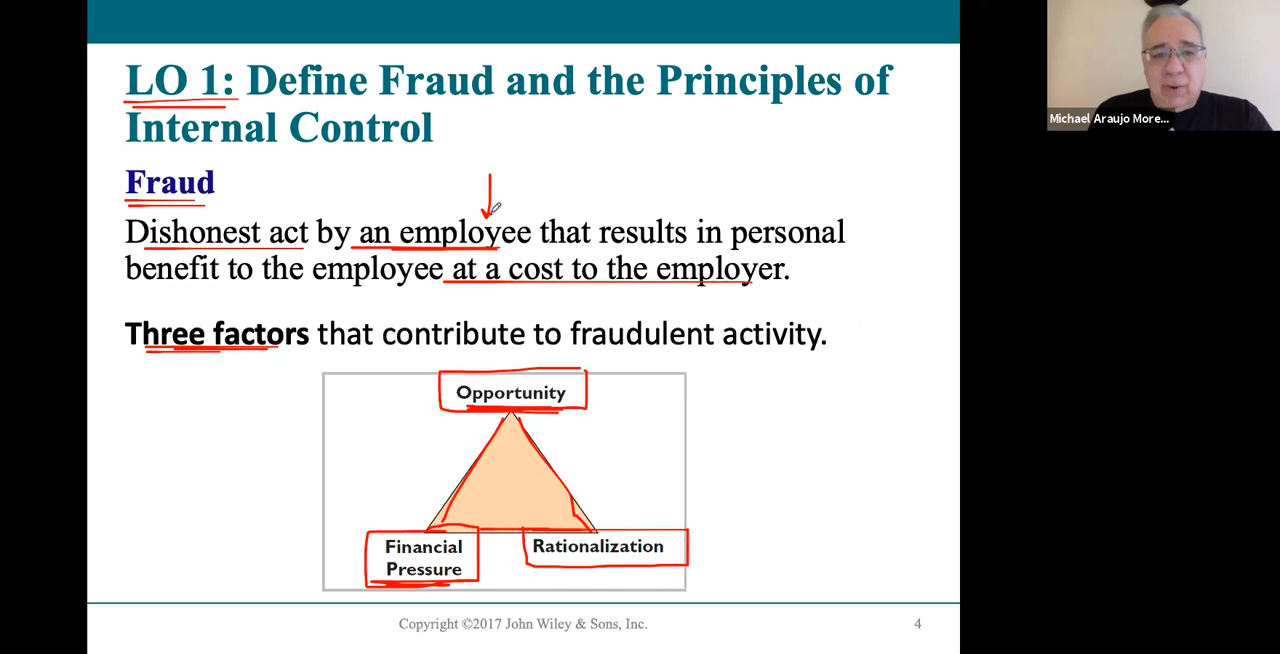 LO 1: Define Fraud and the Principles of
Internal Control
Fraud
Dishonest act by an employee that results in personal
benefit to the employee at a cost to the employer.
Three factors that contribute to fraudulent activity.
Opportunity
Financial
Pressure
Rationalization
Copyright ©2017 John Wiley & Sons, Inc.
4
Michael Araujo More...